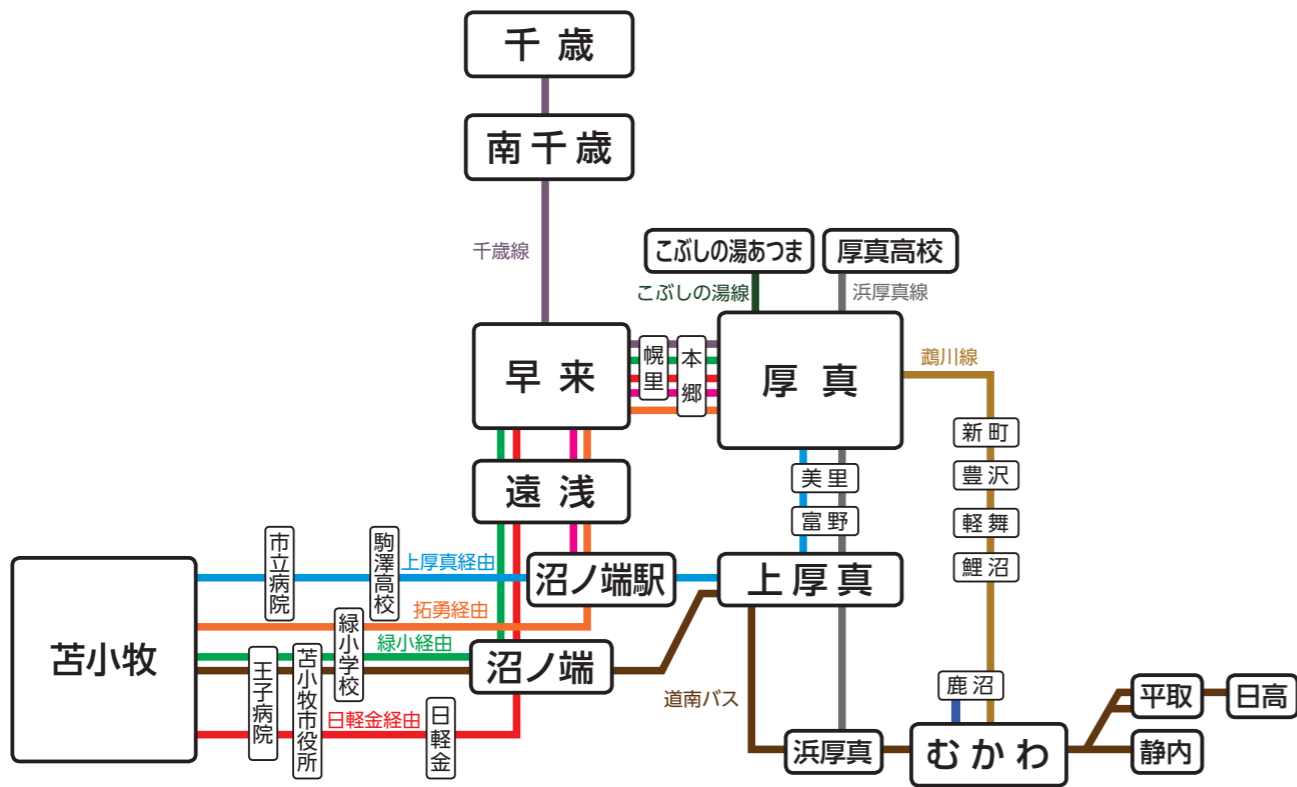 千歳
南千歳
千歳線
こぶしの湯あつま
厚真高校
こぶしの湯線
浜厚真線
早来
幌里
本郷
厚真
鵡川線
新町
豊沢
軽舞
鯉沼
遠浅
美里
富野
市立病院
駒澤高校
上厚真経由
沼ノ端駅
上厚真
苫小牧
拓勇経由
緑小学校
緑小経由
沼ノ端
王子病院
苫小牧市役所
日軽金経由
日軽金
道南バス
鹿沼
浜厚真
むかわ
平取
日高
静内